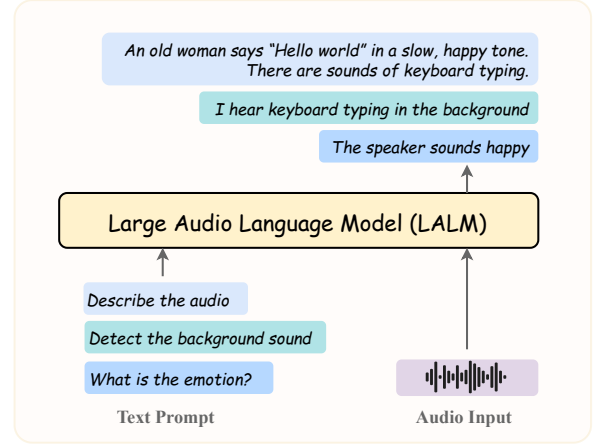 An old woman says “Hello world” in a slow, happy tone.
There are sounds of keyboard typing.
I hear keyboard typing in the background
The speaker sounds happy
Large Audio Language Model (LALM)
Describe the audio
Detect the background sound
What is the emotion?
Text Prompt
Audio Input